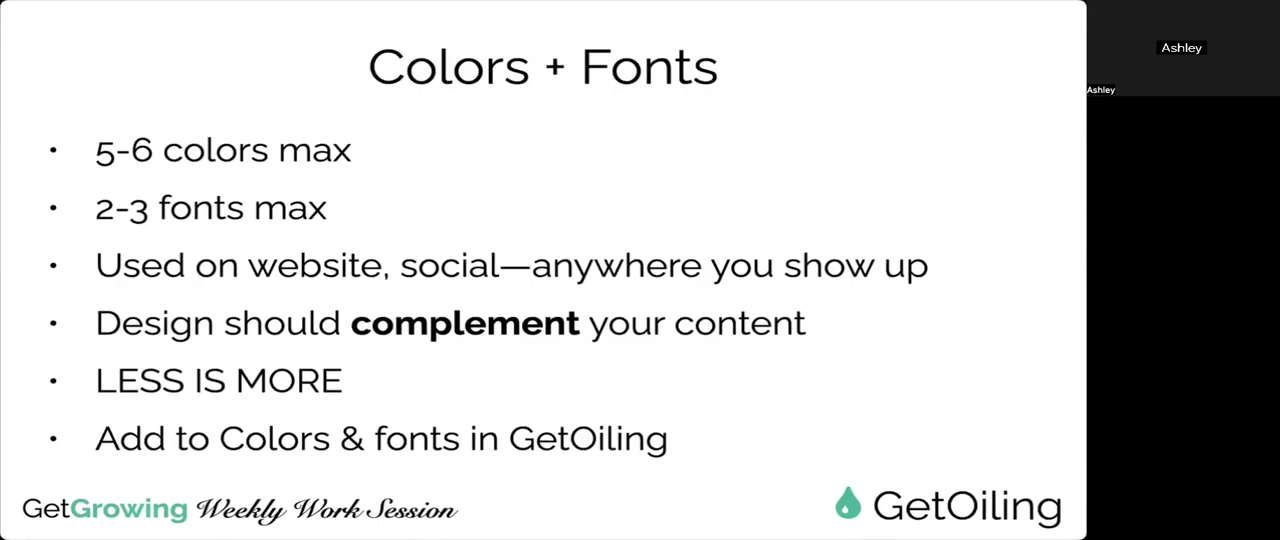 Colors + Fonts
• 5-6 colors max
• 2-3 fonts max
• Used on website, social—anywhere you show up
• Design should complement your content
• LESS IS MORE
• Add to Colors & fonts in GetOiling
GetGrowing Weekly Work Session
GetOiling
Ashley
Ashley